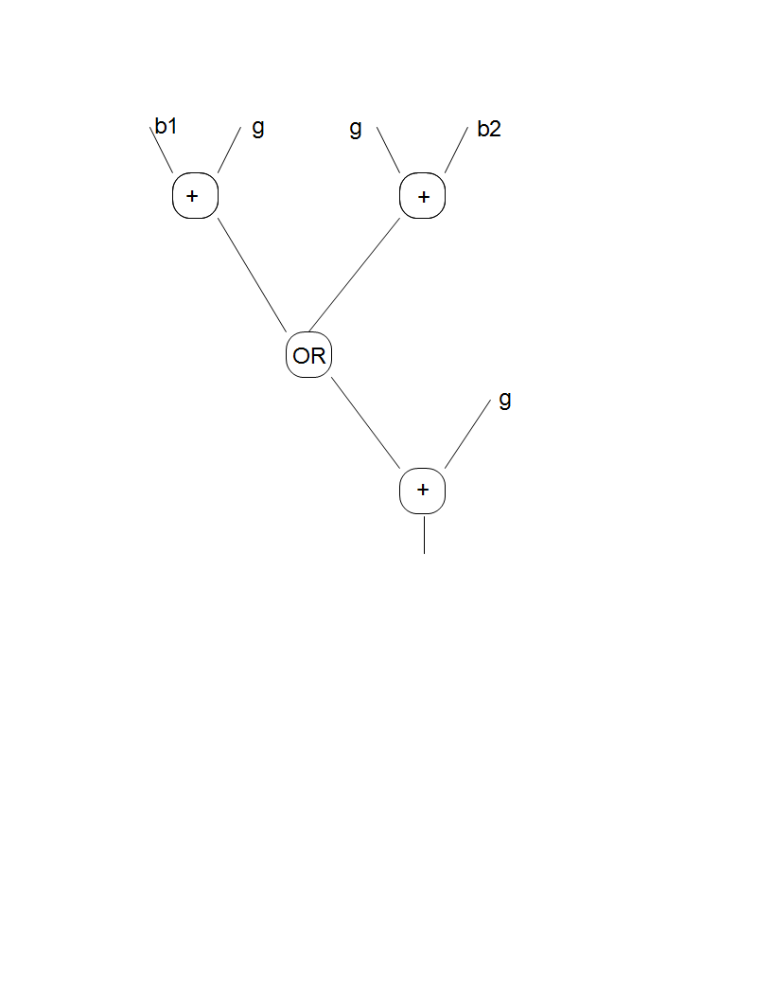 b1 g g b2
+ +
OR
g
+